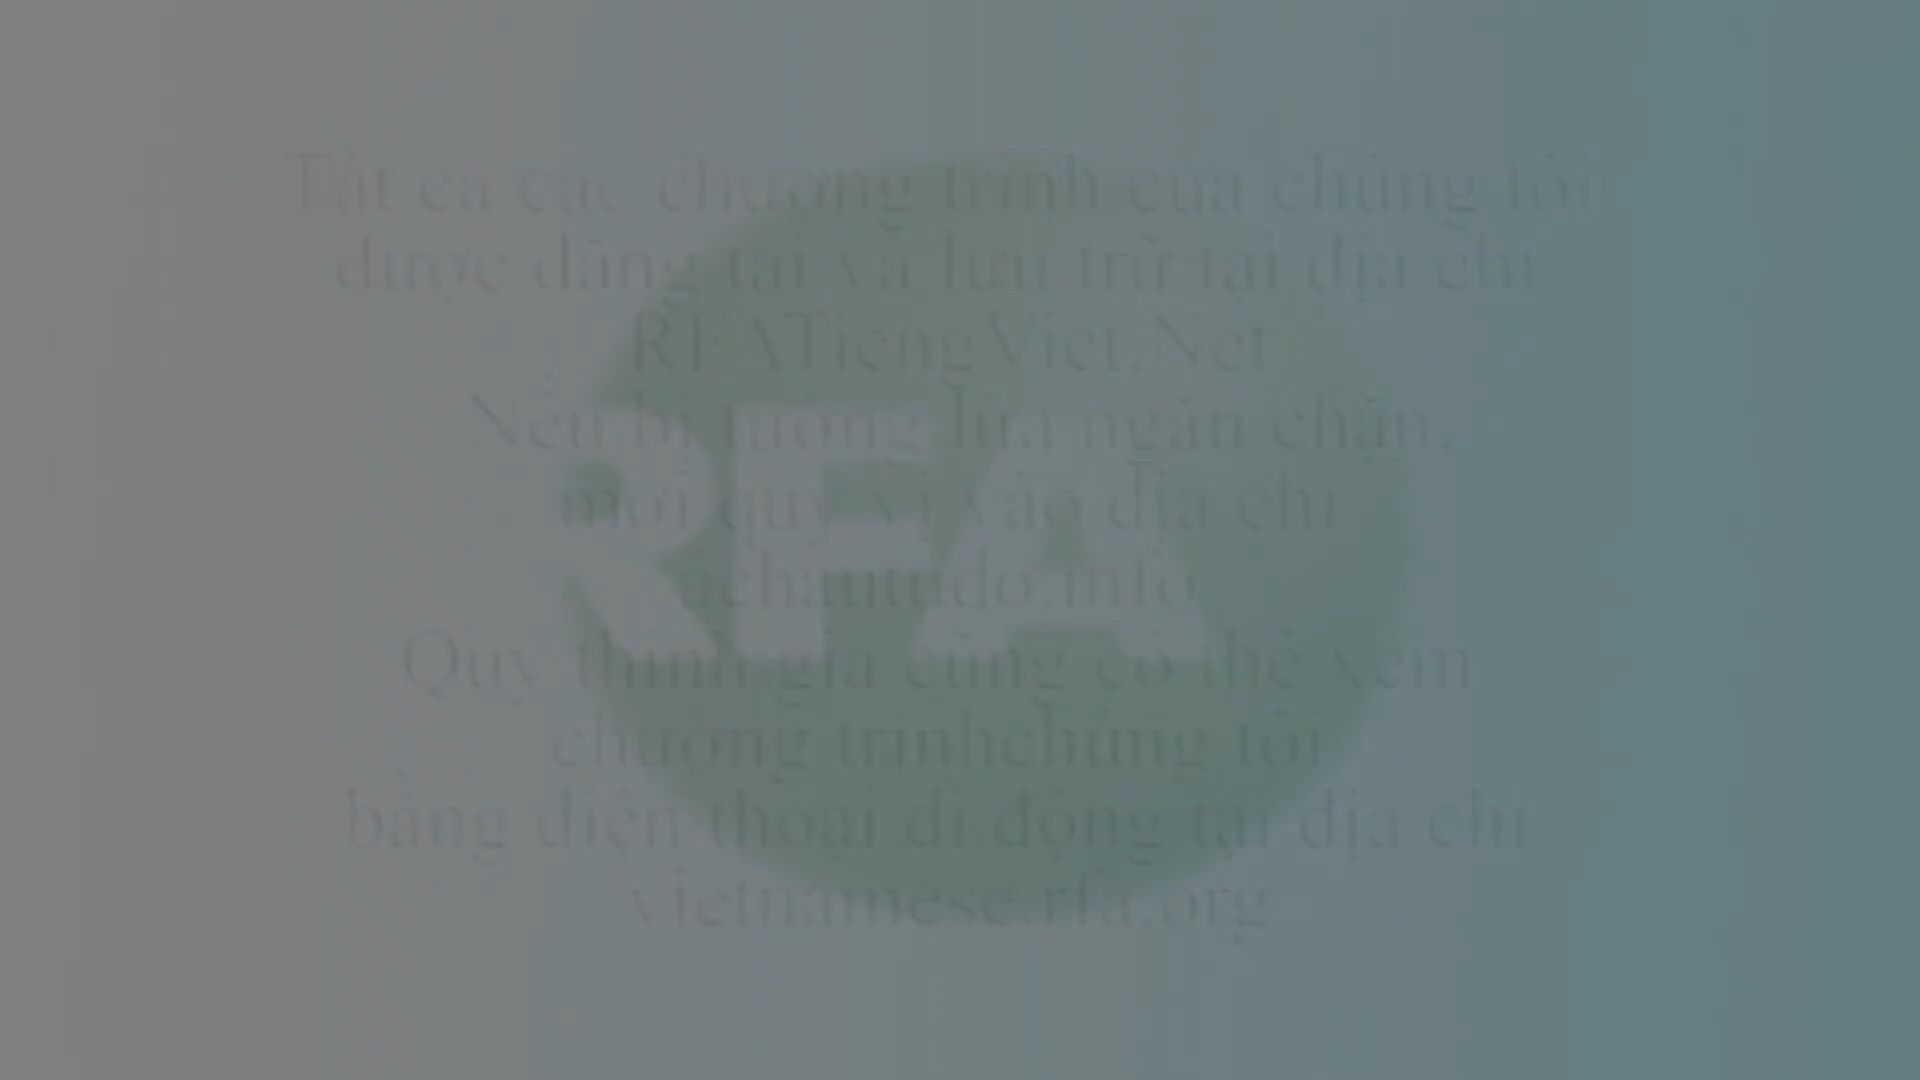 Tất cả các chương trình của chúng tôi
được đăng tải và lưu trữ tại địa chỉ
RFATiengViet.Net
Nếu bị tường lửa ngăn chặn,
mời quý vị vào địa chỉ
achautudo.info
Quý thính giả cũng có thể xem
chương trìnhchúng tôi
bằng điện thoại di động tại địa chỉ
vietnamese.rfa.org
RFA